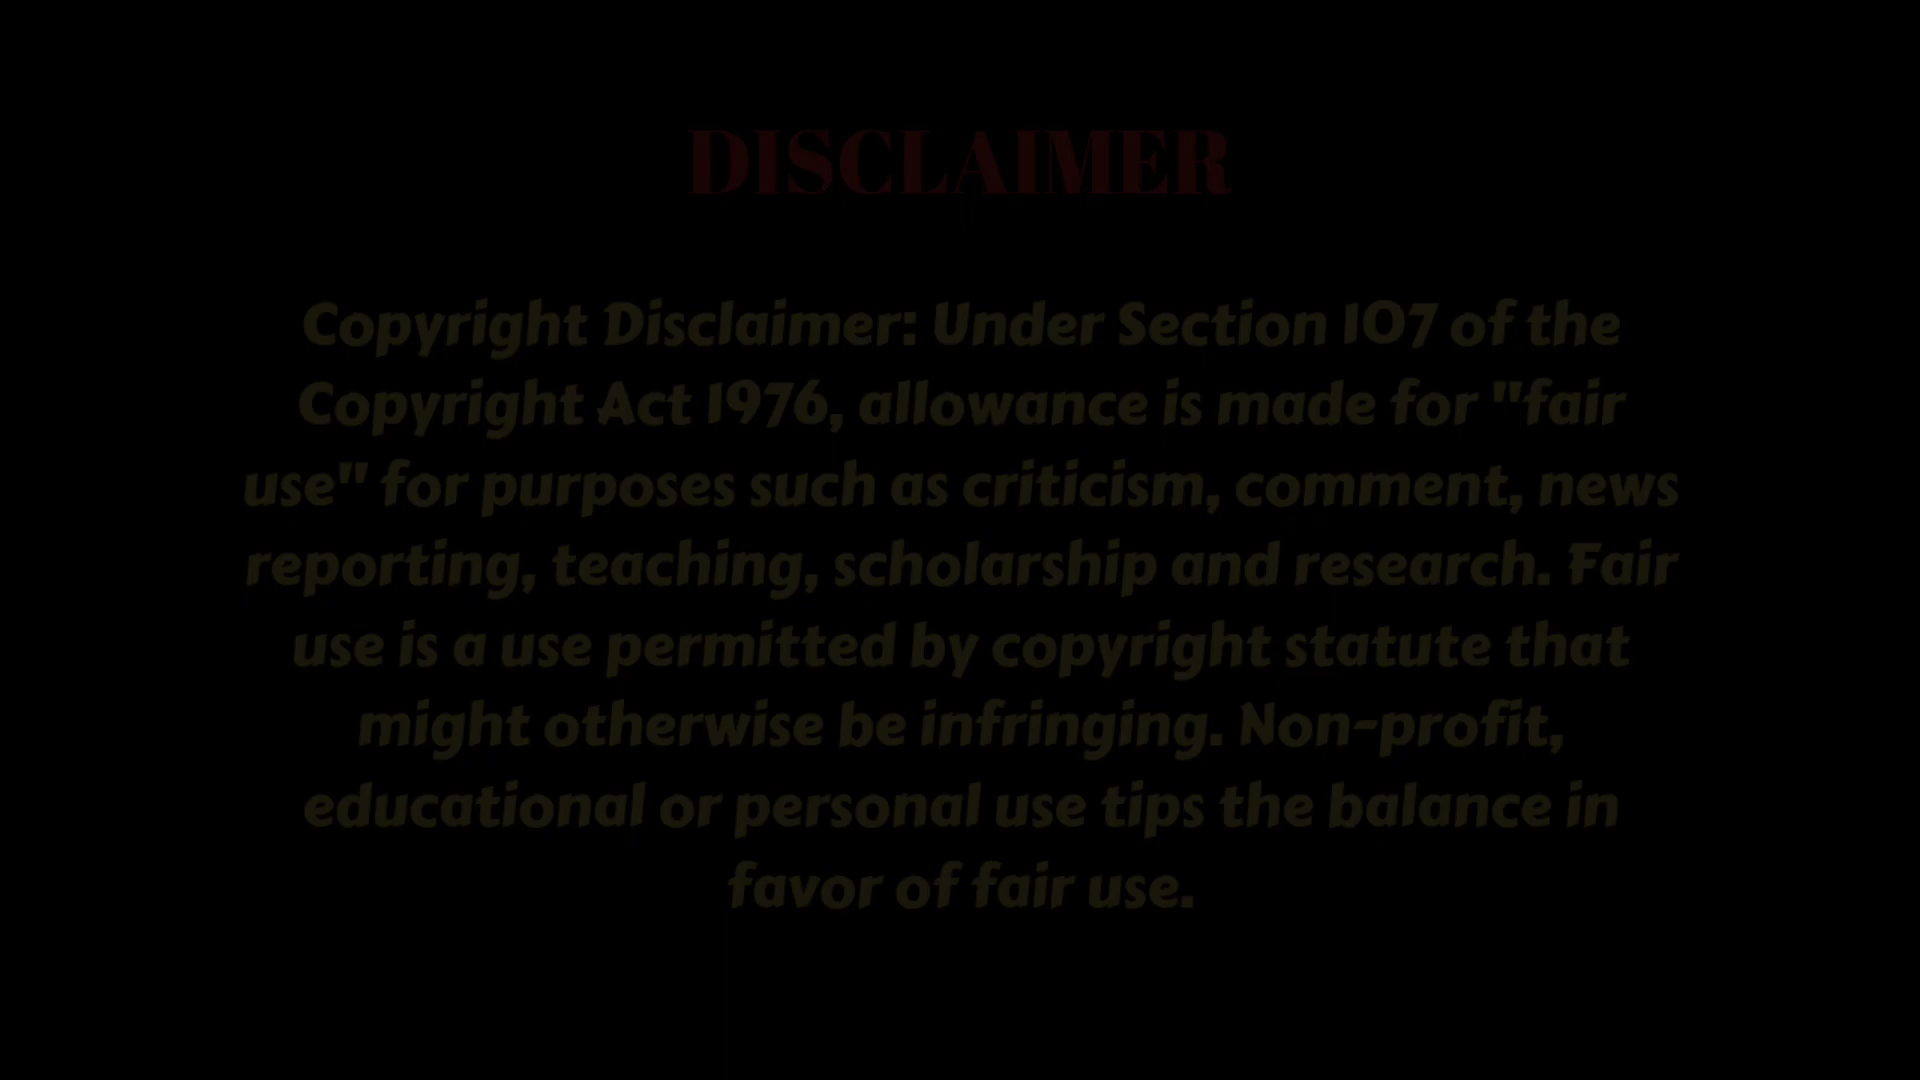 DISCLAIMER
Copyright Disclaimer: Under Section 107 of the
Copyright Act 1976, allowance is made for "fair
use" for purposes such as criticism, comment, news
reporting, teaching, scholarship and research. Fair
use is a use permitted by copyright statute that
might otherwise be infringing. Non-profit,
educational or personal use tips the balance in
favor of fair use.